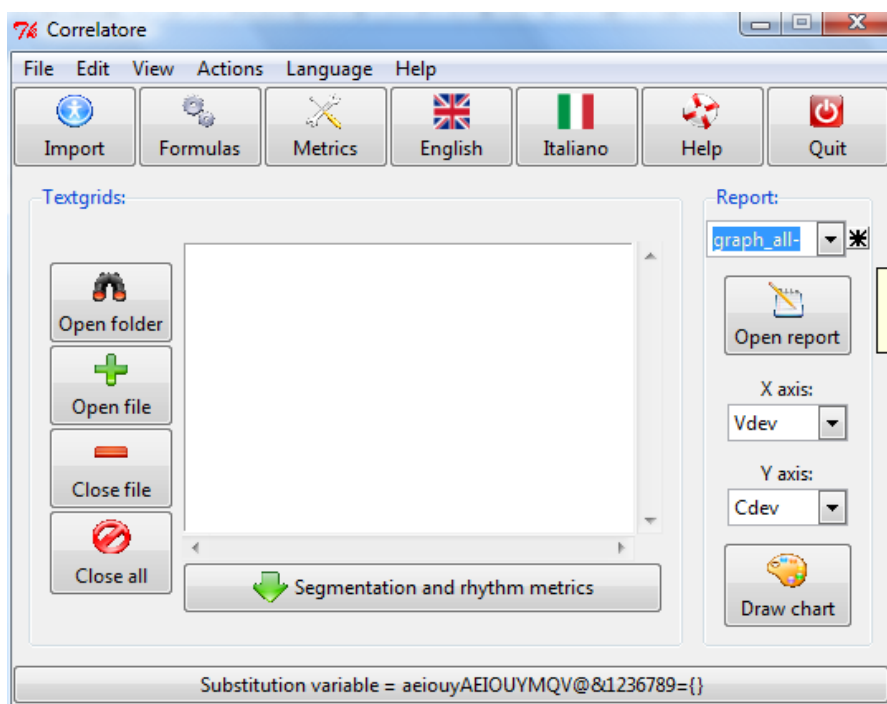 Correlatore
File Edit View Actions Language Help
Import Formulas Metrics English Italiano Help Quit
Textgrids:
Open folder
Open file
Close file
Close all
Segmentation and rhythm metrics
Report:
graph_all-
Open report
X axis:
Vdev
Y axis:
Cdev
Draw chart
Substitution variable = aeiouyAEIOUYMQV@&1236789={}